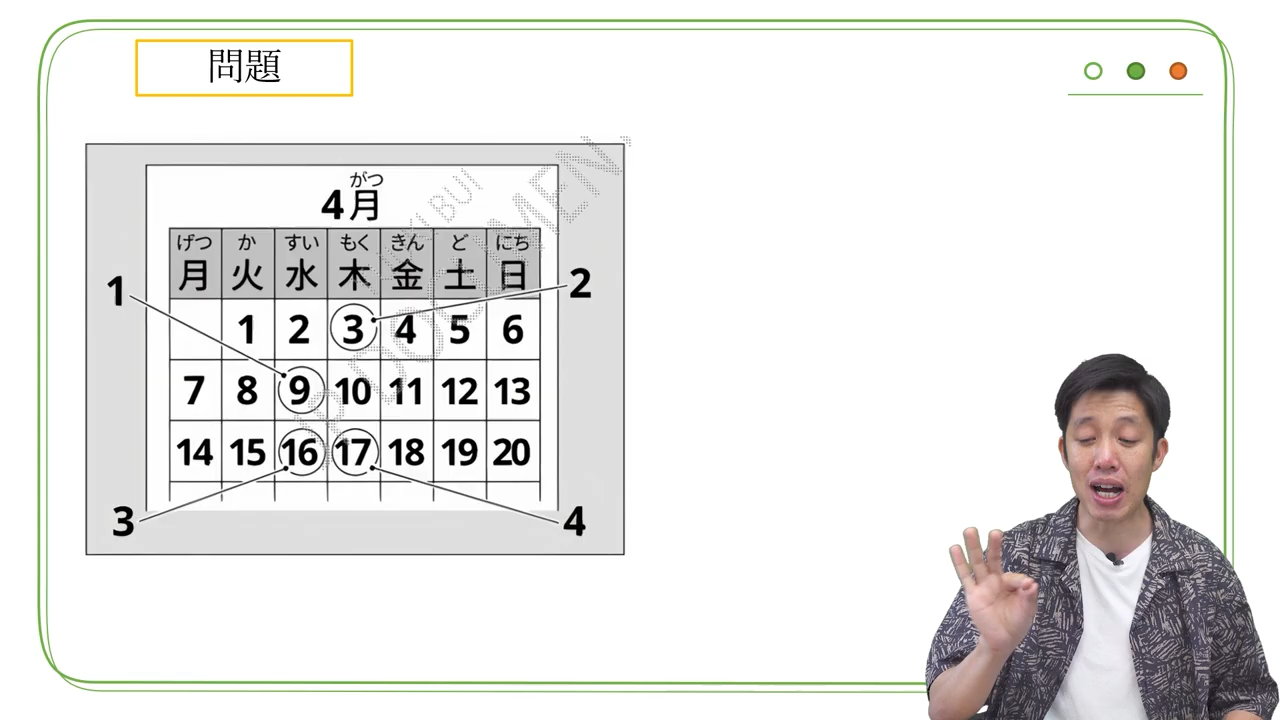 問題
がつ
4月
げつ か すい もく きん ど にち
月 火 水 木 金 土 日
1 2
1 2 3 4 5 6
7 8 9 10 11 12 13
14 15 16 17 18 19 20
3 4